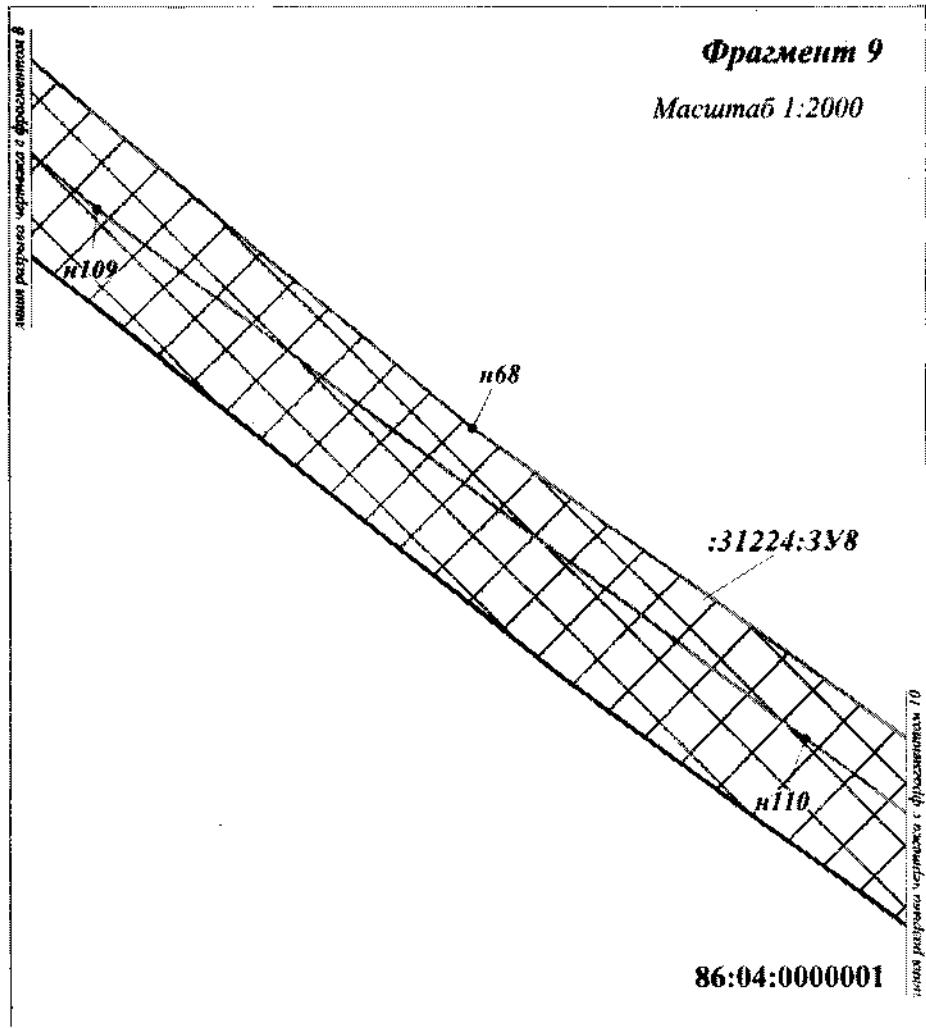 Фрагмент 9
Масштаб 1:2000
линия разрыва чертежа с фрагментом 8
н109
н68
:31224:ЗУ8
н110
линия разрыва чертежа с фрагментом 10
86:04:0000001